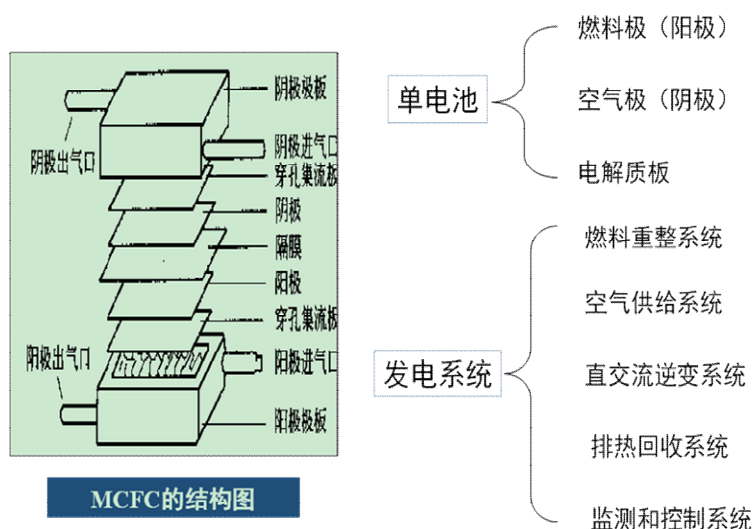 阴极极板
阴极进气口
阴极出气口
穿孔集流板
阴极
隔膜
阳极
穿孔集流板
阳极出气口
阳极进气口
阳极极板
MCFC的结构图
单电池
燃料极（阳极）
空气极（阴极）
电解质板
发电系统
燃料重整系统
空气供给系统
直交流逆变系统
排热回收系统
监测和控制系统